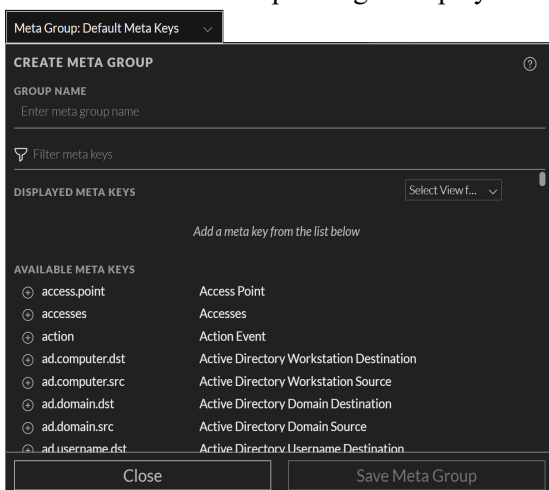 Meta Group: Default Meta Keys
CREATE META GROUP
GROUP NAME
Enter meta group name
Filter meta keys
DISPLAYED META KEYS
Select View f...
Add a meta key from the list below
AVAILABLE META KEYS
access.point Access Point
accesses Accesses
action Action Event
ad.computer.dst Active Directory Workstation Destination
ad.computer.src Active Directory Workstation Source
ad.domain.dst Active Directory Domain Destination
ad.domain.src Active Directory Domain Source
ad.username.dst Active Directory Username Destination
Close Save Meta Group